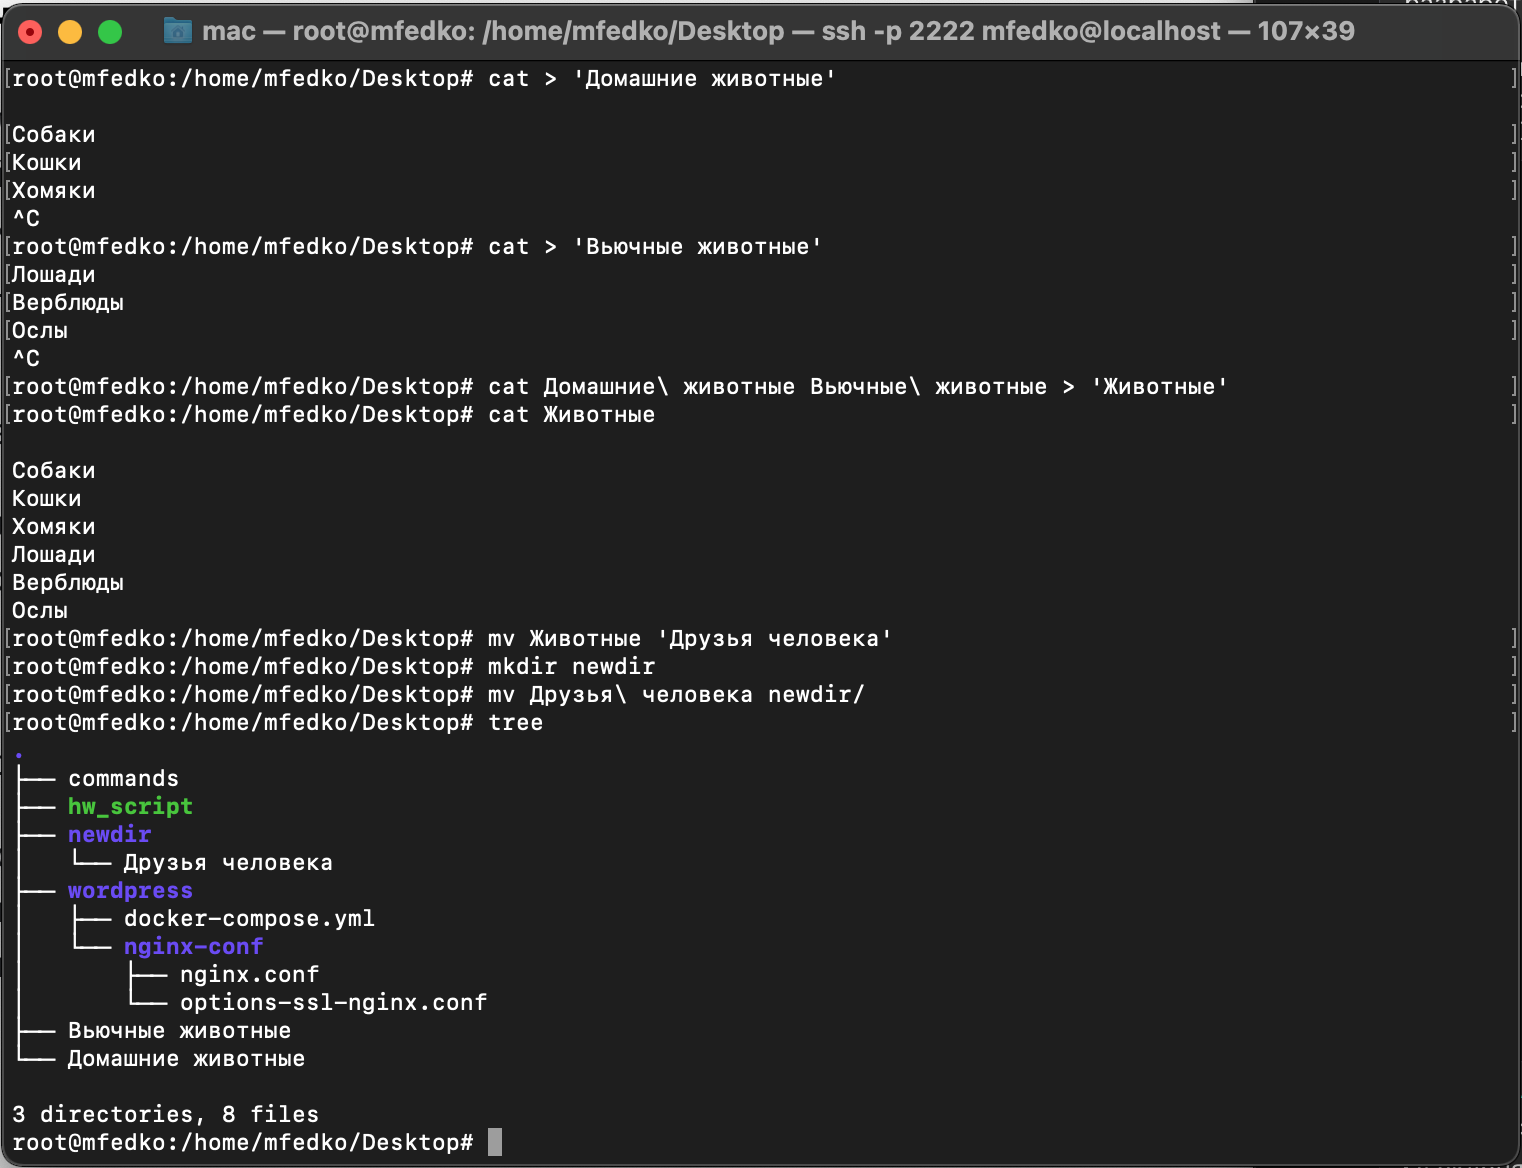 mac — root@mfedko: /home/mfedko/Desktop — ssh -p 2222 mfedko@localhost — 107×39
[root@mfedko:/home/mfedko/Desktop# cat > 'Домашние животные' ]
[Собаки ]
[Кошки ]
[Хомяки ]
^C
[root@mfedko:/home/mfedko/Desktop# cat > 'Вьючные животные' ]
[Лошади ]
[Верблюды ]
[Ослы ]
^C
[root@mfedko:/home/mfedko/Desktop# cat Домашние\ животные Вьючные\ животные > 'Животные' ]
[root@mfedko:/home/mfedko/Desktop# cat Животные ]
Собаки
Кошки
Хомяки
Лошади
Верблюды
Ослы
[root@mfedko:/home/mfedko/Desktop# mv Животные 'Друзья человека' ]
[root@mfedko:/home/mfedko/Desktop# mkdir newdir ]
[root@mfedko:/home/mfedko/Desktop# mv Друзья\ человека newdir/ ]
[root@mfedko:/home/mfedko/Desktop# tree ]
.
├── commands
├── hw_script
├── newdir
│   └── Друзья человека
├── wordpress
│   ├── docker-compose.yml
│   └── nginx-conf
│       ├── nginx.conf
│       └── options-ssl-nginx.conf
├── Вьючные животные
└── Домашние животные
3 directories, 8 files
root@mfedko:/home/mfedko/Desktop#